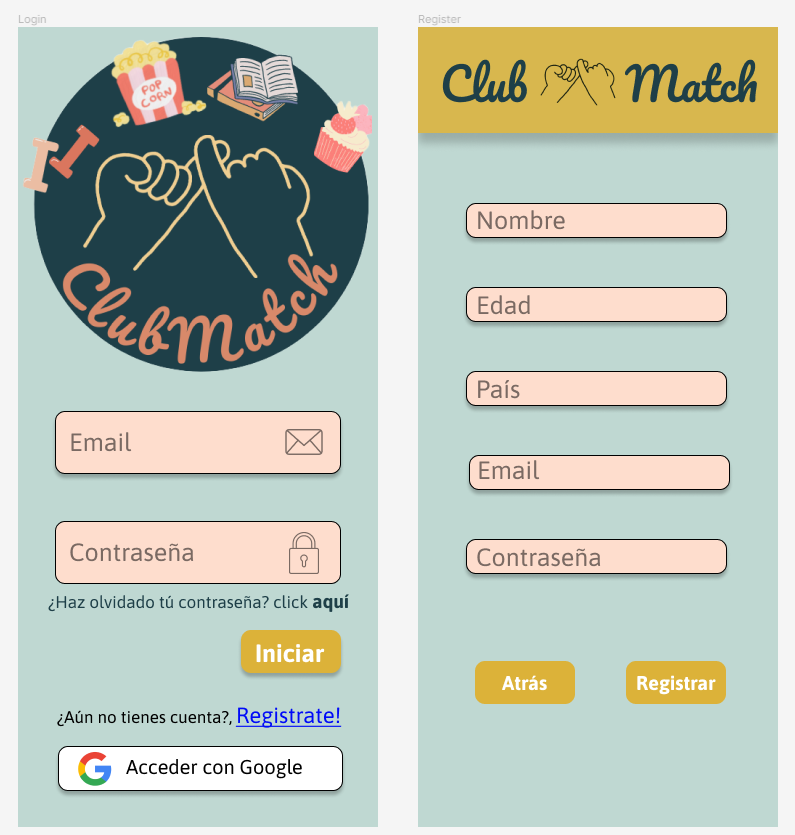 Login
POP
CORN
ClubMatch
Email
Contraseña
¿Haz olvidado tú contraseña? click aquí
Iniciar
¿Aún no tienes cuenta?, Registrate!
Acceder con Google
Register
Club Match
Nombre
Edad
País
Email
Contraseña
Atrás
Registrar